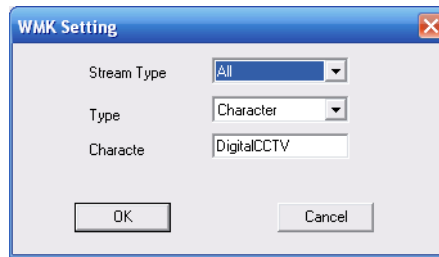 WMK Setting
Stream Type All
Type Character
Characte DigitalCCTV
OK Cancel